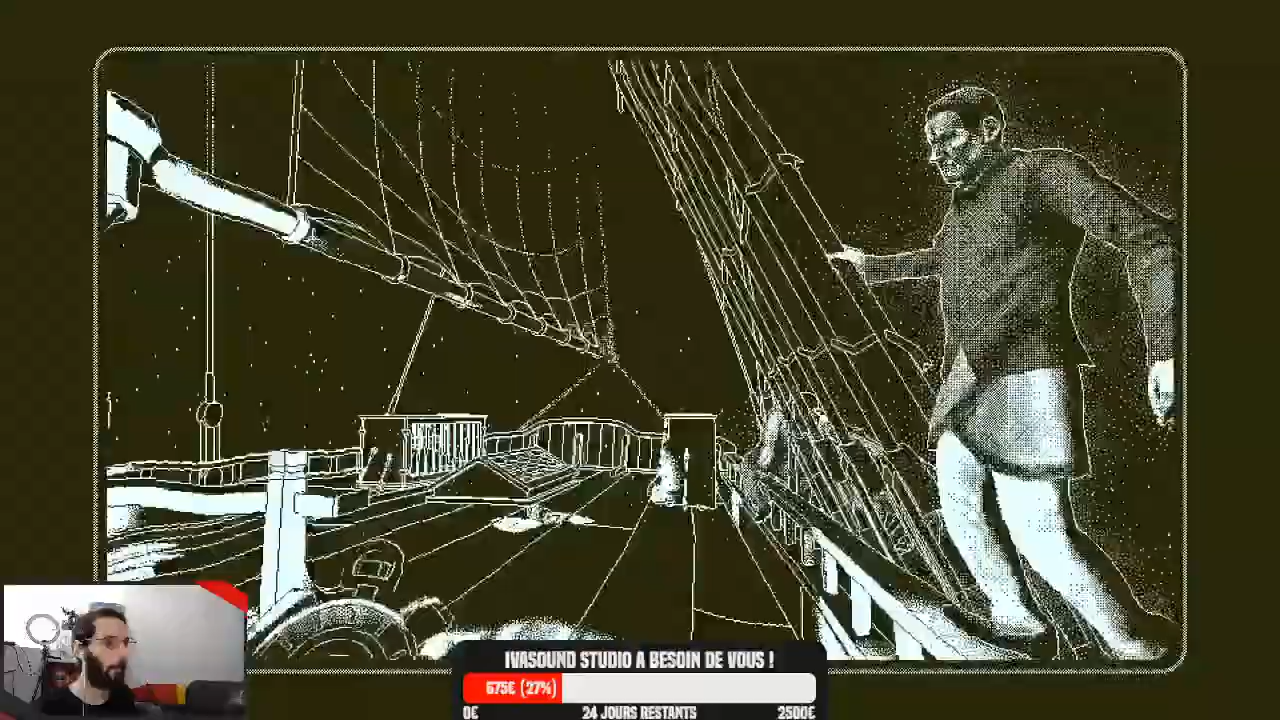 IVASOUND STUDIO A BESOIN DE VOUS !
675€ (27%)
0€ 24 JOURS RESTANTS 2500€